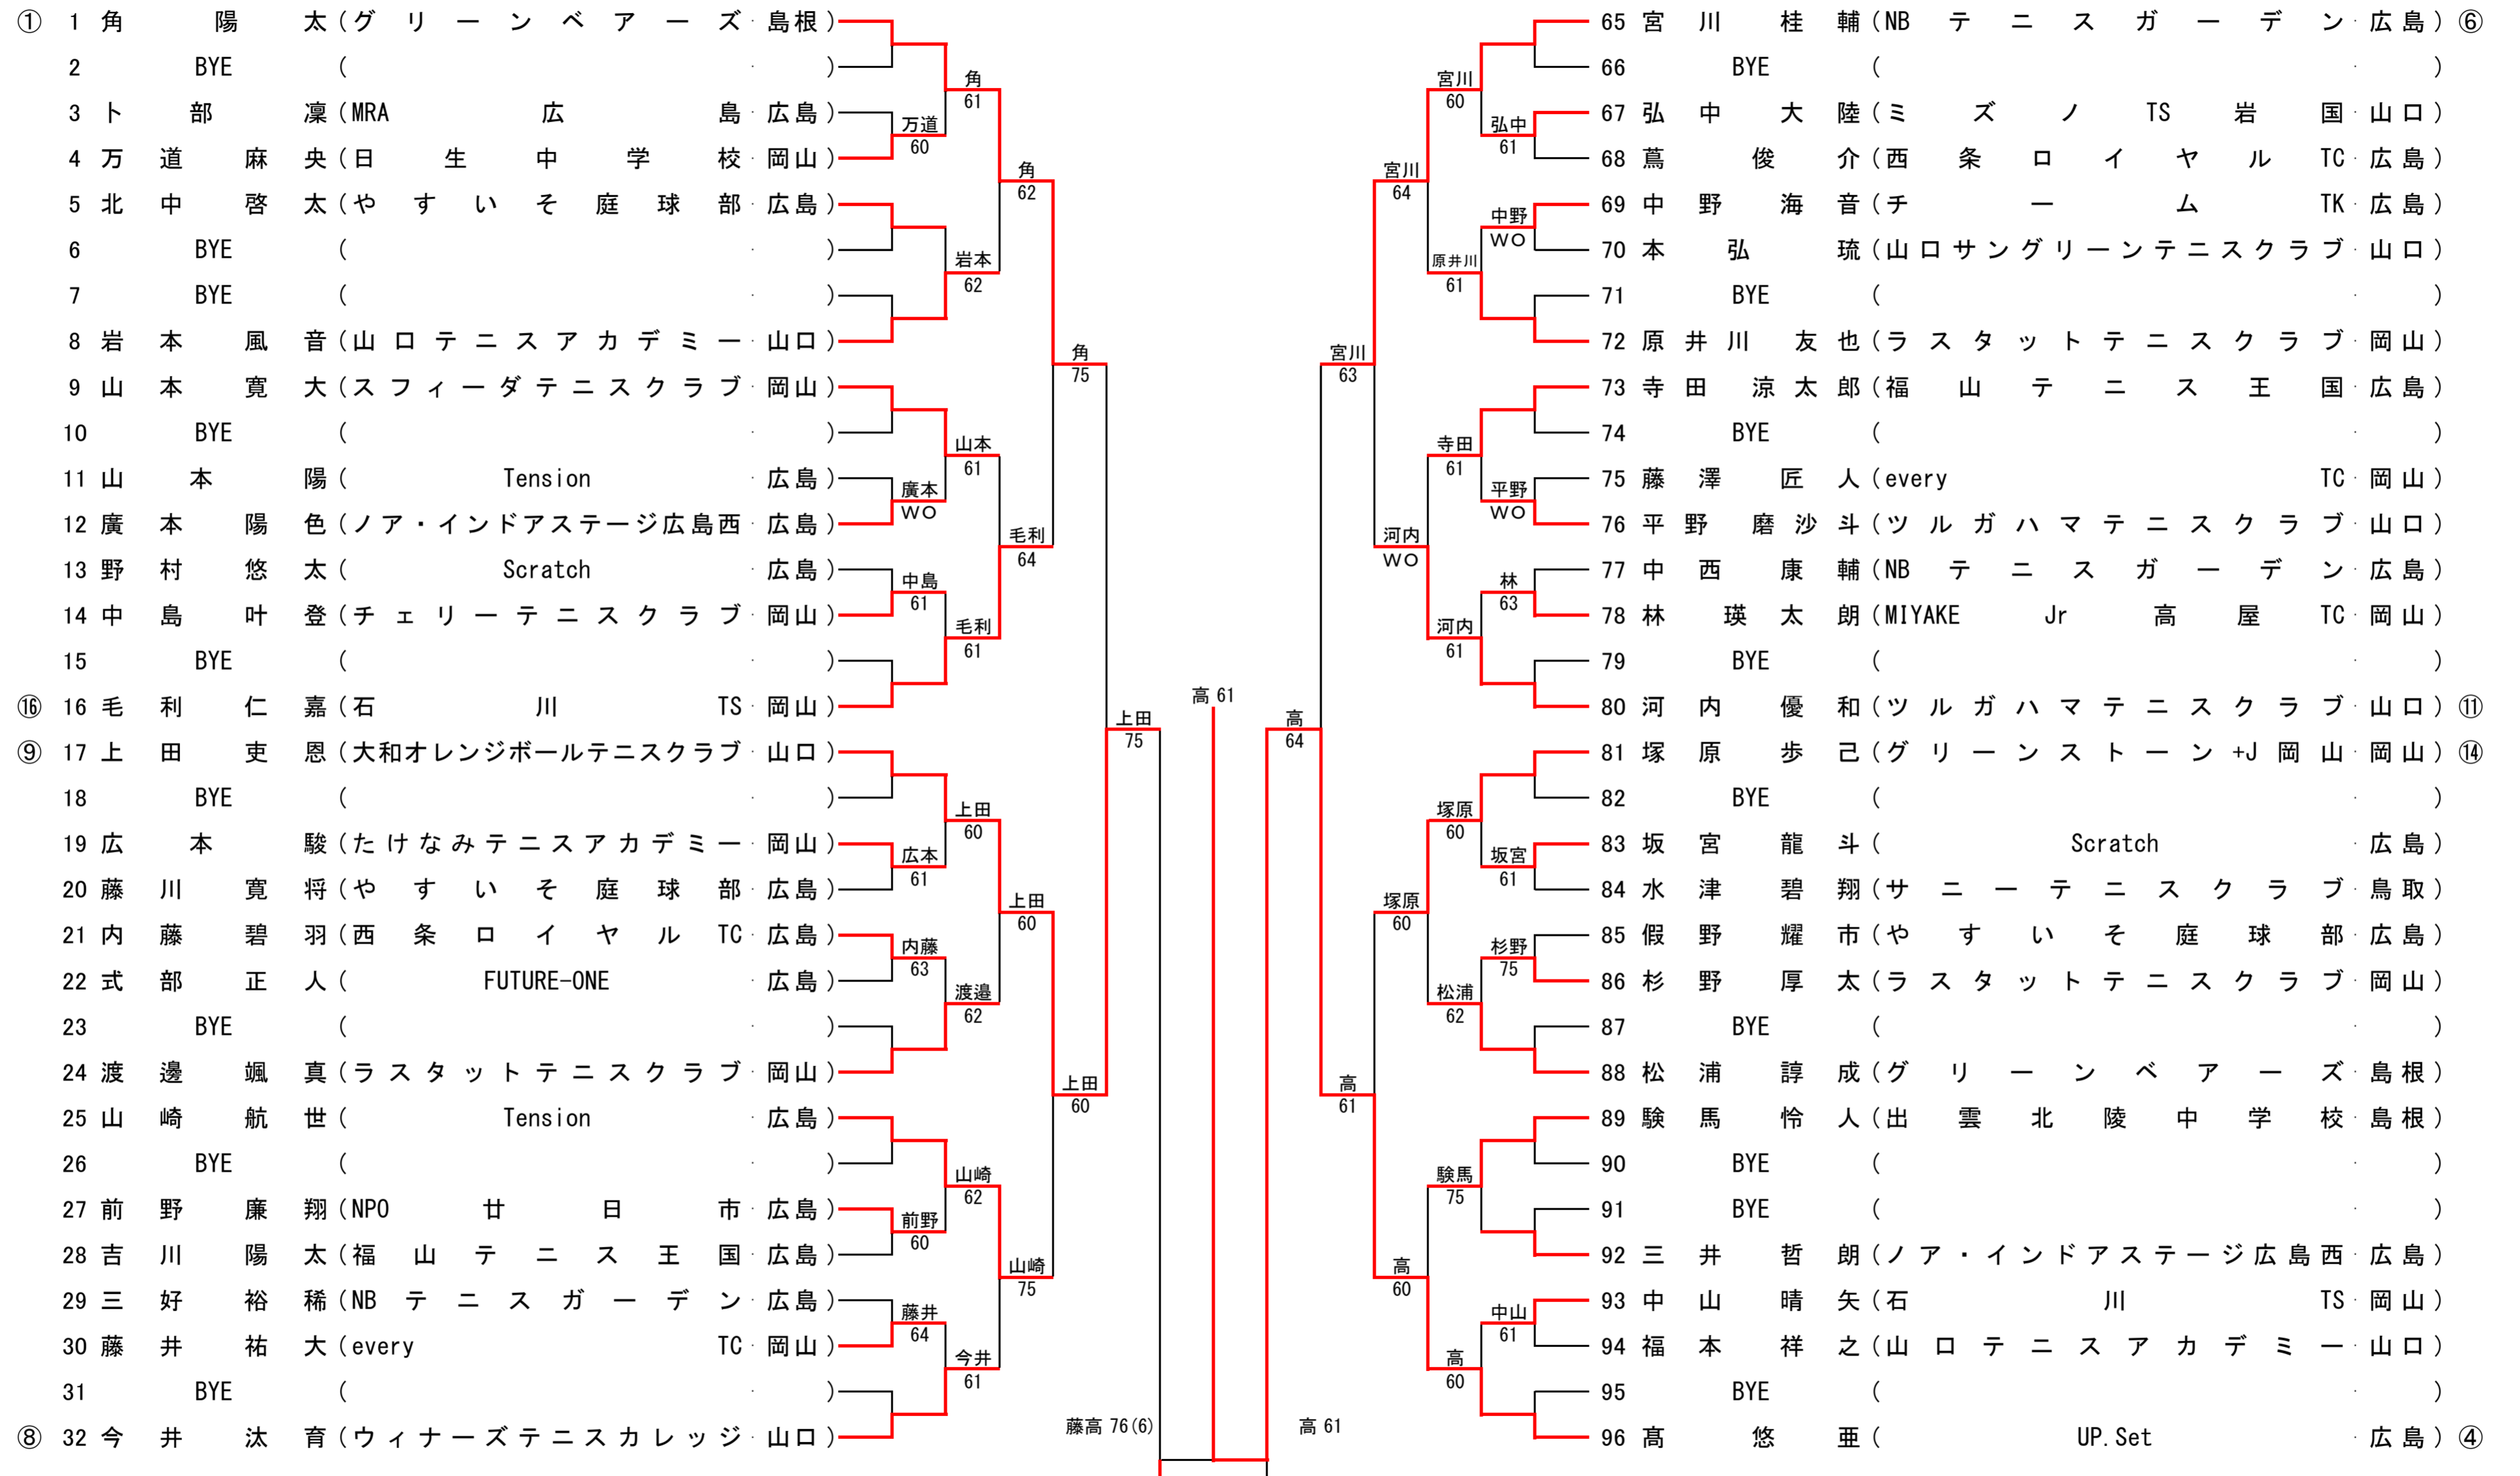 ① 1 角 陽 太 (グリーンベアーズ・島根)
2 BYE ( ・ )
3 卜 部 凜 (MRA 広 島・広島)
4 万 道 麻 央 (日生中学校・岡山)
5 北 中 啓 太 (やすいそ庭球部・広島)
6 BYE ( ・ )
7 BYE ( ・ )
8 岩 本 風 音 (山口テニスアカデミー・山口)
9 山 本 寛 大 (スフィーダテニスクラブ・岡山)
10 BYE ( ・ )
11 山 本 陽 (Tension・広島)
12 廣 本 陽 色 (ノア・インドアステージ広島西・広島)
13 野 村 悠 太 (Scratch・広島)
14 中 島 叶 登 (チェリーテニスクラブ・岡山)
15 BYE ( ・ )
⑯ 16 毛 利 仁 嘉 (石川TS・岡山)
⑨ 17 上 田 吏 恩 (大和オレンジボールテニスクラブ・山口)
18 BYE ( ・ )
19 広 本 駿 (たけなみテニスアカデミー・岡山)
20 藤 川 寛 将 (やすいそ庭球部・広島)
21 内 藤 碧 羽 (西条ロイヤルTC・広島)
22 式 部 正 人 (FUTURE-ONE・広島)
23 BYE ( ・ )
24 渡 邊 颯 真 (ラスタットテニスクラブ・岡山)
25 山 崎 航 世 (Tension・広島)
26 BYE ( ・ )
27 前 野 廉 翔 (NPO廿日市・広島)
28 吉 川 陽 太 (福山テニス王国・広島)
29 三 好 裕 稀 (NBテニスガーデン・広島)
30 藤 井 祐 大 (every TC・岡山)
31 BYE ( ・ )
⑧ 32 今 井 汰 育 (ウィナーズテニスカレッジ・山口)
万道
60
廣本
WO
中島
61
広本
61
内藤
63
前野
60
藤井
64
角
61
岩本
62
山本
61
毛利
61
上田
60
渡邉
62
山崎
62
今井
61
角
62
毛利
64
上田
60
山崎
75
角
75
上田
60
上田
75
藤高 76(6)
高 61
高 61
高
64
宮川
63
高
61
宮川
64
河内
WO
塚原
60
高
60
宮川
60
原井川
61
寺田
61
河内
61
塚原
60
松浦
62
験馬
75
高
60
弘中
61
中野
WO
平野
WO
林
63
坂宮
61
杉野
75
中山
61
65 宮 川 桂 輔 (NBテニスガーデン・広島) ⑥
66 BYE ( ・ )
67 弘 中 大 陸 (ミズノTS岩国・山口)
68 蔦 俊 介 (西条ロイヤルTC・広島)
69 中 野 海 音 (チームTK・広島)
70 本 弘 琉 (山口サングリーンテニスクラブ・山口)
71 BYE ( ・ )
72 原 井 川 友 也 (ラスタットテニスクラブ・岡山)
73 寺 田 涼 太 郎 (福山テニス王国・広島)
74 BYE ( ・ )
75 藤 澤 匠 人 (every TC・岡山)
76 平 野 磨 沙 斗 (ツルガハマテニスクラブ・山口)
77 中 西 康 輔 (NBテニスガーデン・広島)
78 林 瑛 太 朗 (MIYAKE Jr 高屋 TC・岡山)
79 BYE ( ・ )
80 河 内 優 和 (ツルガハマテニスクラブ・山口) ⑪
81 塚 原 歩 己 (グリーンストーン+J岡山・岡山) ⑭
82 BYE ( ・ )
83 坂 宮 龍 斗 (Scratch・広島)
84 水 津 碧 翔 (サニーテニスクラブ・鳥取)
85 假 野 耀 市 (やすいそ庭球部・広島)
86 杉 野 厚 太 (ラスタットテニスクラブ・岡山)
87 BYE ( ・ )
88 松 浦 諄 成 (グリーンベアーズ・島根)
89 験 馬 怜 人 (出雲北陵中学校・島根)
90 BYE ( ・ )
91 BYE ( ・ )
92 三 井 哲 朗 (ノア・インドアステージ広島西・広島)
93 中 山 晴 矢 (石川TS・岡山)
94 福 本 祥 之 (山口テニスアカデミー・山口)
95 BYE ( ・ )
96 髙 悠 亜 (UP.Set・広島) ④